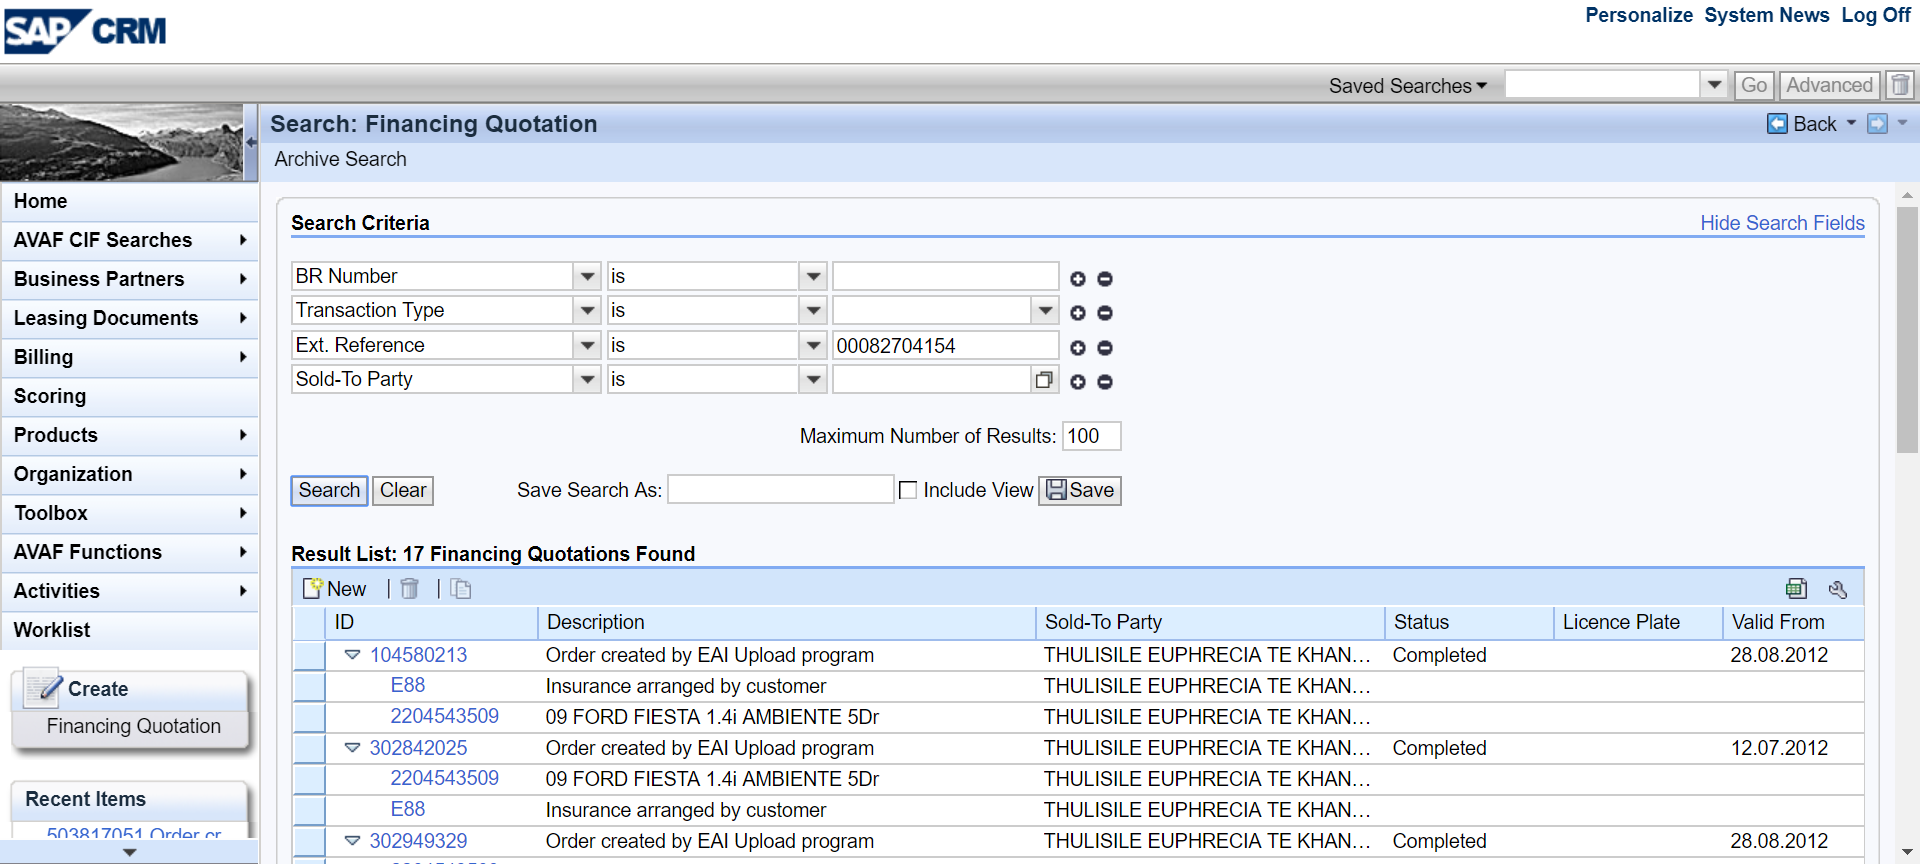 SAP CRM
Personalize System News Log Off
Saved Searches Go Advanced
Search: Financing Quotation Back
Archive Search
Home
AVAF CIF Searches
Business Partners
Leasing Documents
Billing
Scoring
Products
Organization
Toolbox
AVAF Functions
Activities
Worklist
Create
Financing Quotation
Recent Items
503817051 Order cr
Search Criteria Hide Search Fields
BR Number is
Transaction Type is
Ext. Reference is 00082704154
Sold-To Party is
Maximum Number of Results: 100
Search Clear Save Search As: Include View Save
Result List: 17 Financing Quotations Found
New
ID Description Sold-To Party Status Licence Plate Valid From
104580213 Order created by EAI Upload program THULISILE EUPHRECIA TE KHAN... Completed 28.08.2012
E88 Insurance arranged by customer THULISILE EUPHRECIA TE KHAN...
2204543509 09 FORD FIESTA 1.4i AMBIENTE 5Dr THULISILE EUPHRECIA TE KHAN...
302842025 Order created by EAI Upload program THULISILE EUPHRECIA TE KHAN... Completed 12.07.2012
2204543509 09 FORD FIESTA 1.4i AMBIENTE 5Dr THULISILE EUPHRECIA TE KHAN...
E88 Insurance arranged by customer THULISILE EUPHRECIA TE KHAN...
302949329 Order created by EAI Upload program THULISILE EUPHRECIA TE KHAN... Completed 28.08.2012